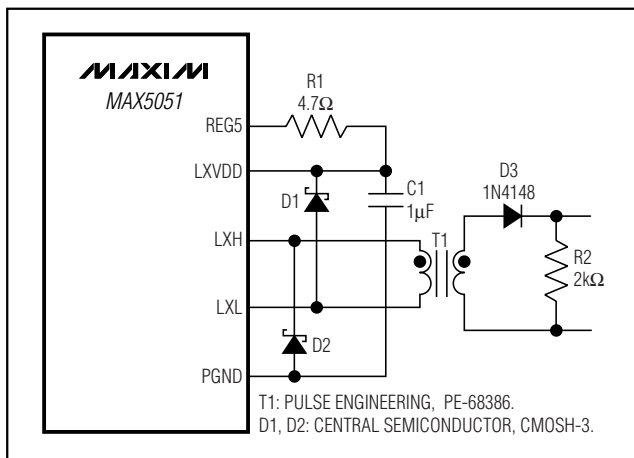 MAXIM
MAX5051
REG5
R1
4.7Ω
LXVDD
D1
C1
1µF
D3
1N4148
LXH
T1
R2
2kΩ
LXL
D2
PGND
T1: PULSE ENGINEERING, PE-68386.
D1, D2: CENTRAL SEMICONDUCTOR, CMOSH-3.